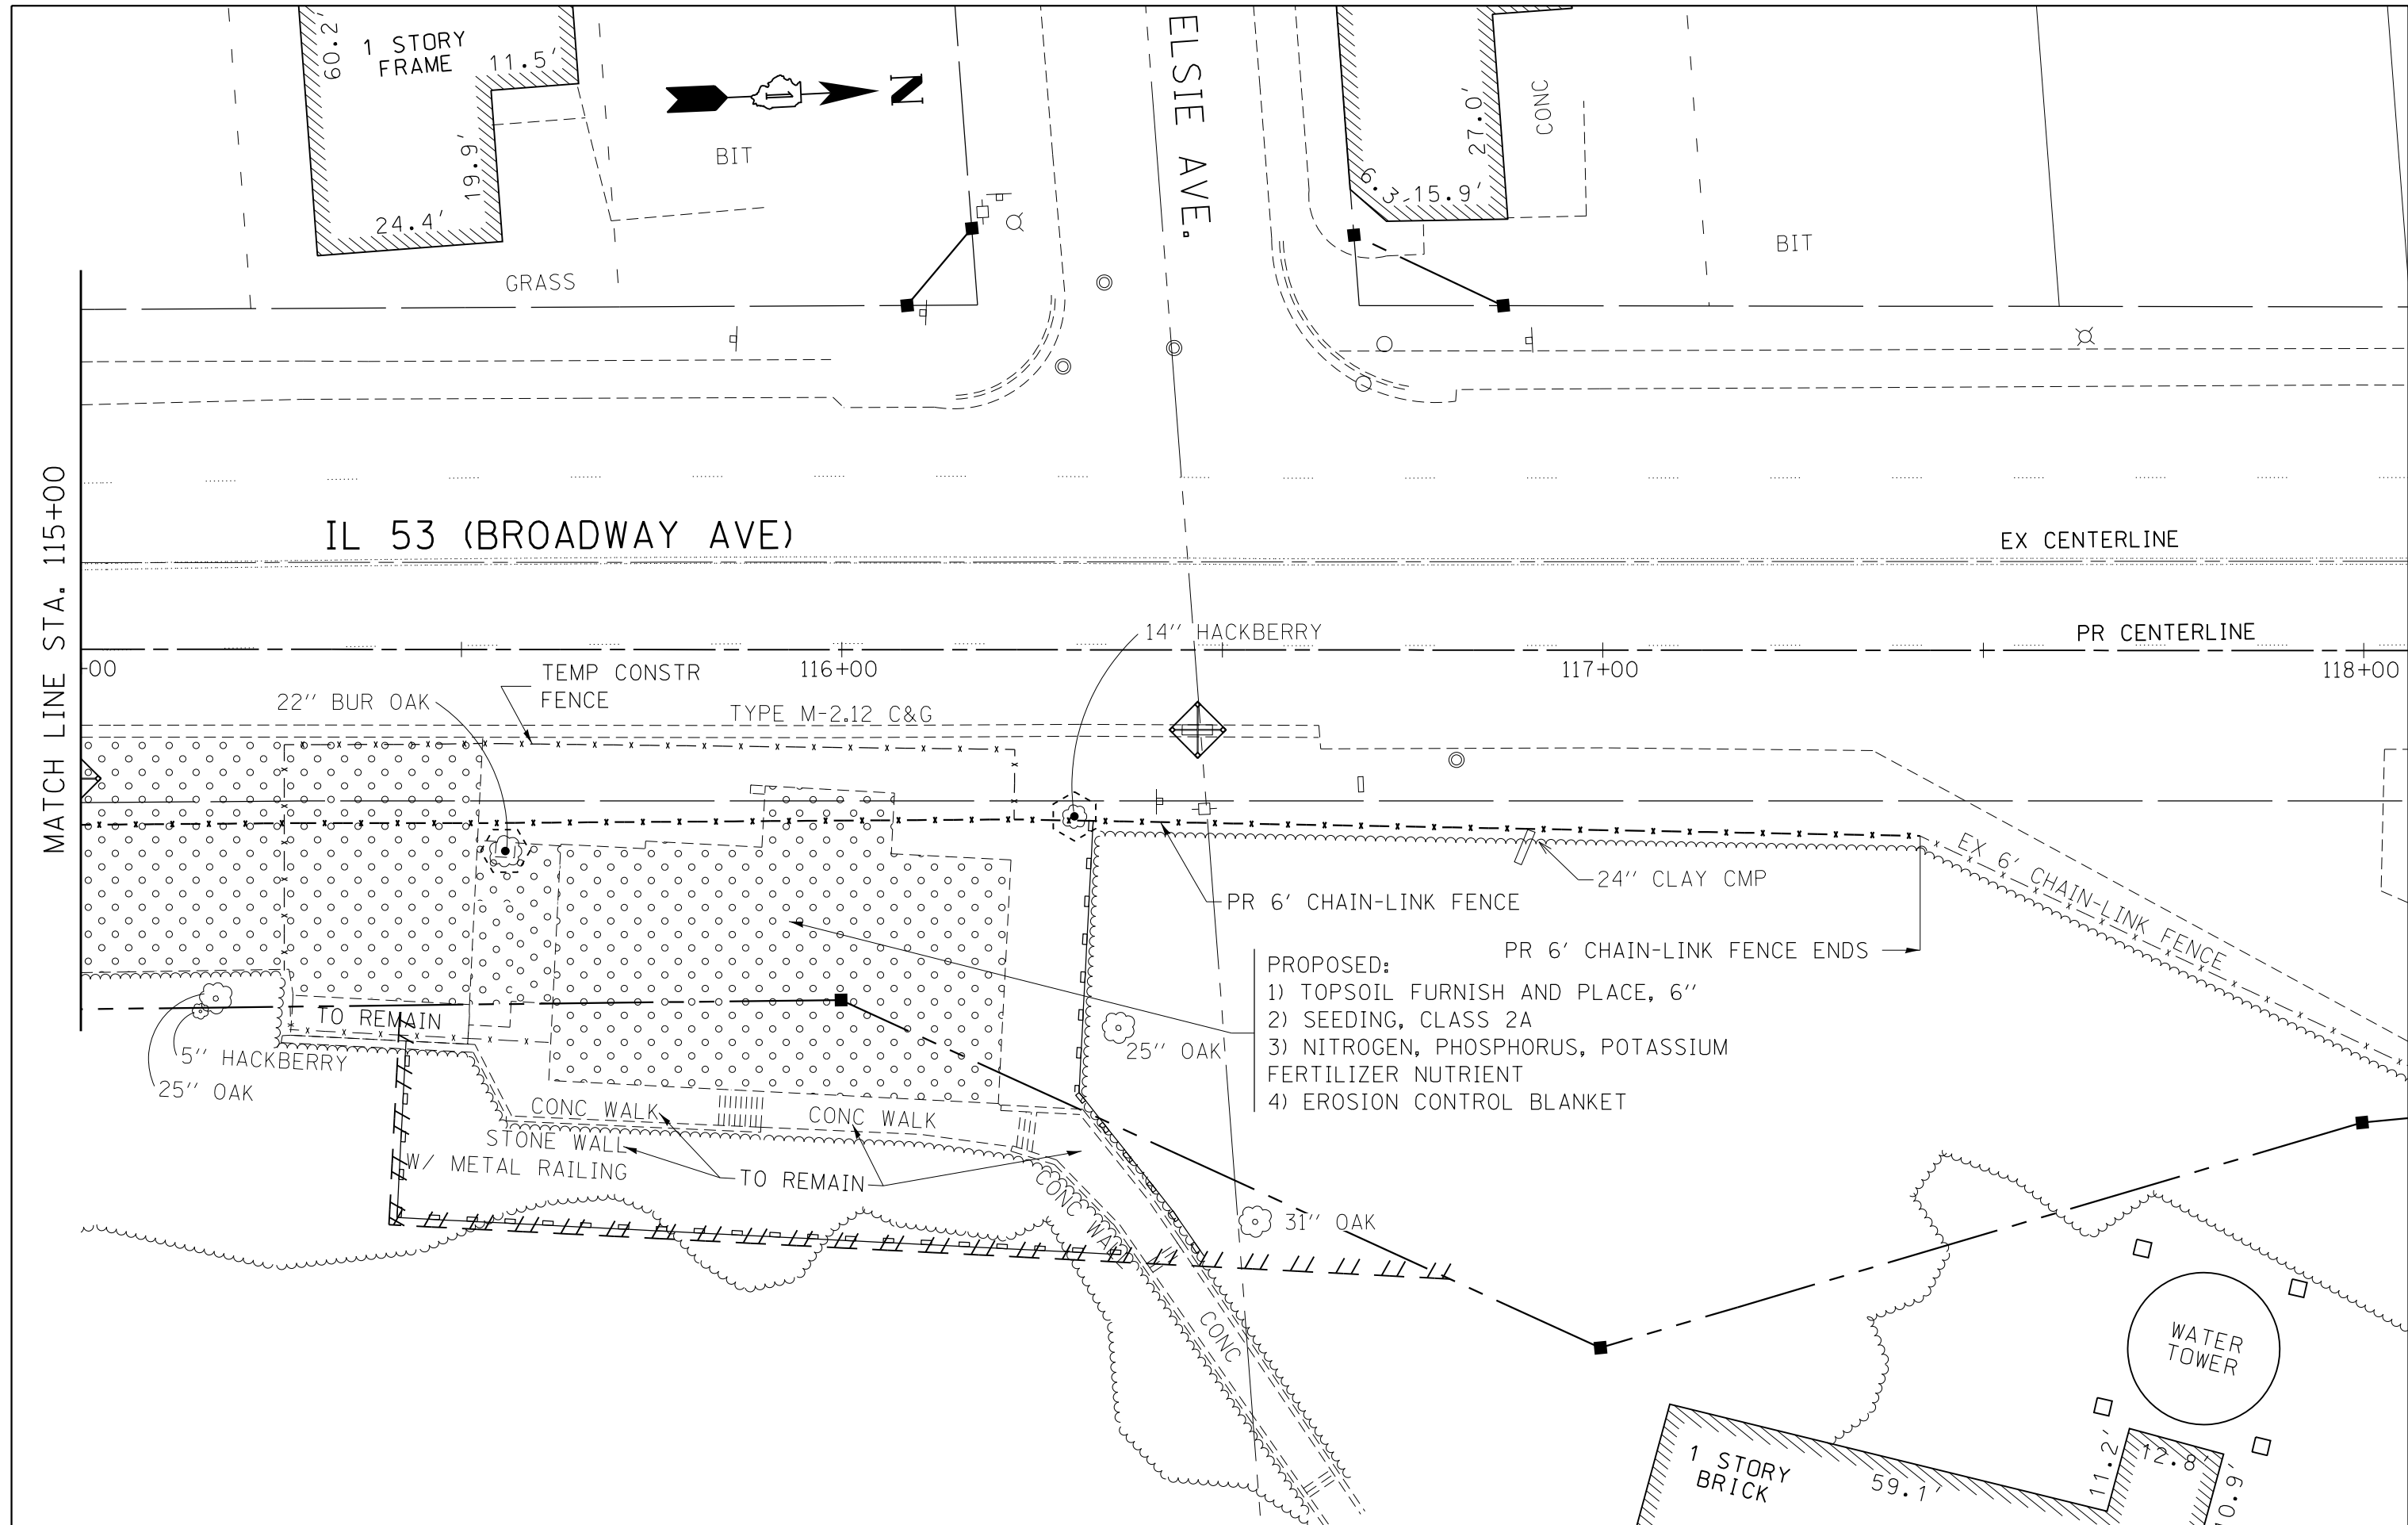 60.2'
1 STORY
FRAME
11.5'
19.9'
24.4'
N
BIT
GRASS
ELSIE AVE.
27.0'
CONC
6.3
15.9'
BIT
MATCH LINE STA. 115+00
IL 53 (BROADWAY AVE)
EX CENTERLINE
PR CENTERLINE
14" HACKBERRY
+00
116+00
117+00
118+00
TEMP CONSTR
FENCE
22" BUR OAK
TYPE M-2.12 C&G
24" CLAY CMP
EX 6' CHAIN-LINK FENCE
PR 6' CHAIN-LINK FENCE
PR 6' CHAIN-LINK FENCE ENDS
PROPOSED:
1) TOPSOIL FURNISH AND PLACE, 6"
2) SEEDING, CLASS 2A
3) NITROGEN, PHOSPHORUS, POTASSIUM
FERTILIZER NUTRIENT
4) EROSION CONTROL BLANKET
TO REMAIN
5" HACKBERRY
25" OAK
25" OAK
CONC WALK
CONC WALK
STONE WALL
W/ METAL RAILING
TO REMAIN
CONC WALK
31" OAK
CONC
WATER
TOWER
1 STORY
BRICK
59.1'
11.2'
12.8'
10.9'